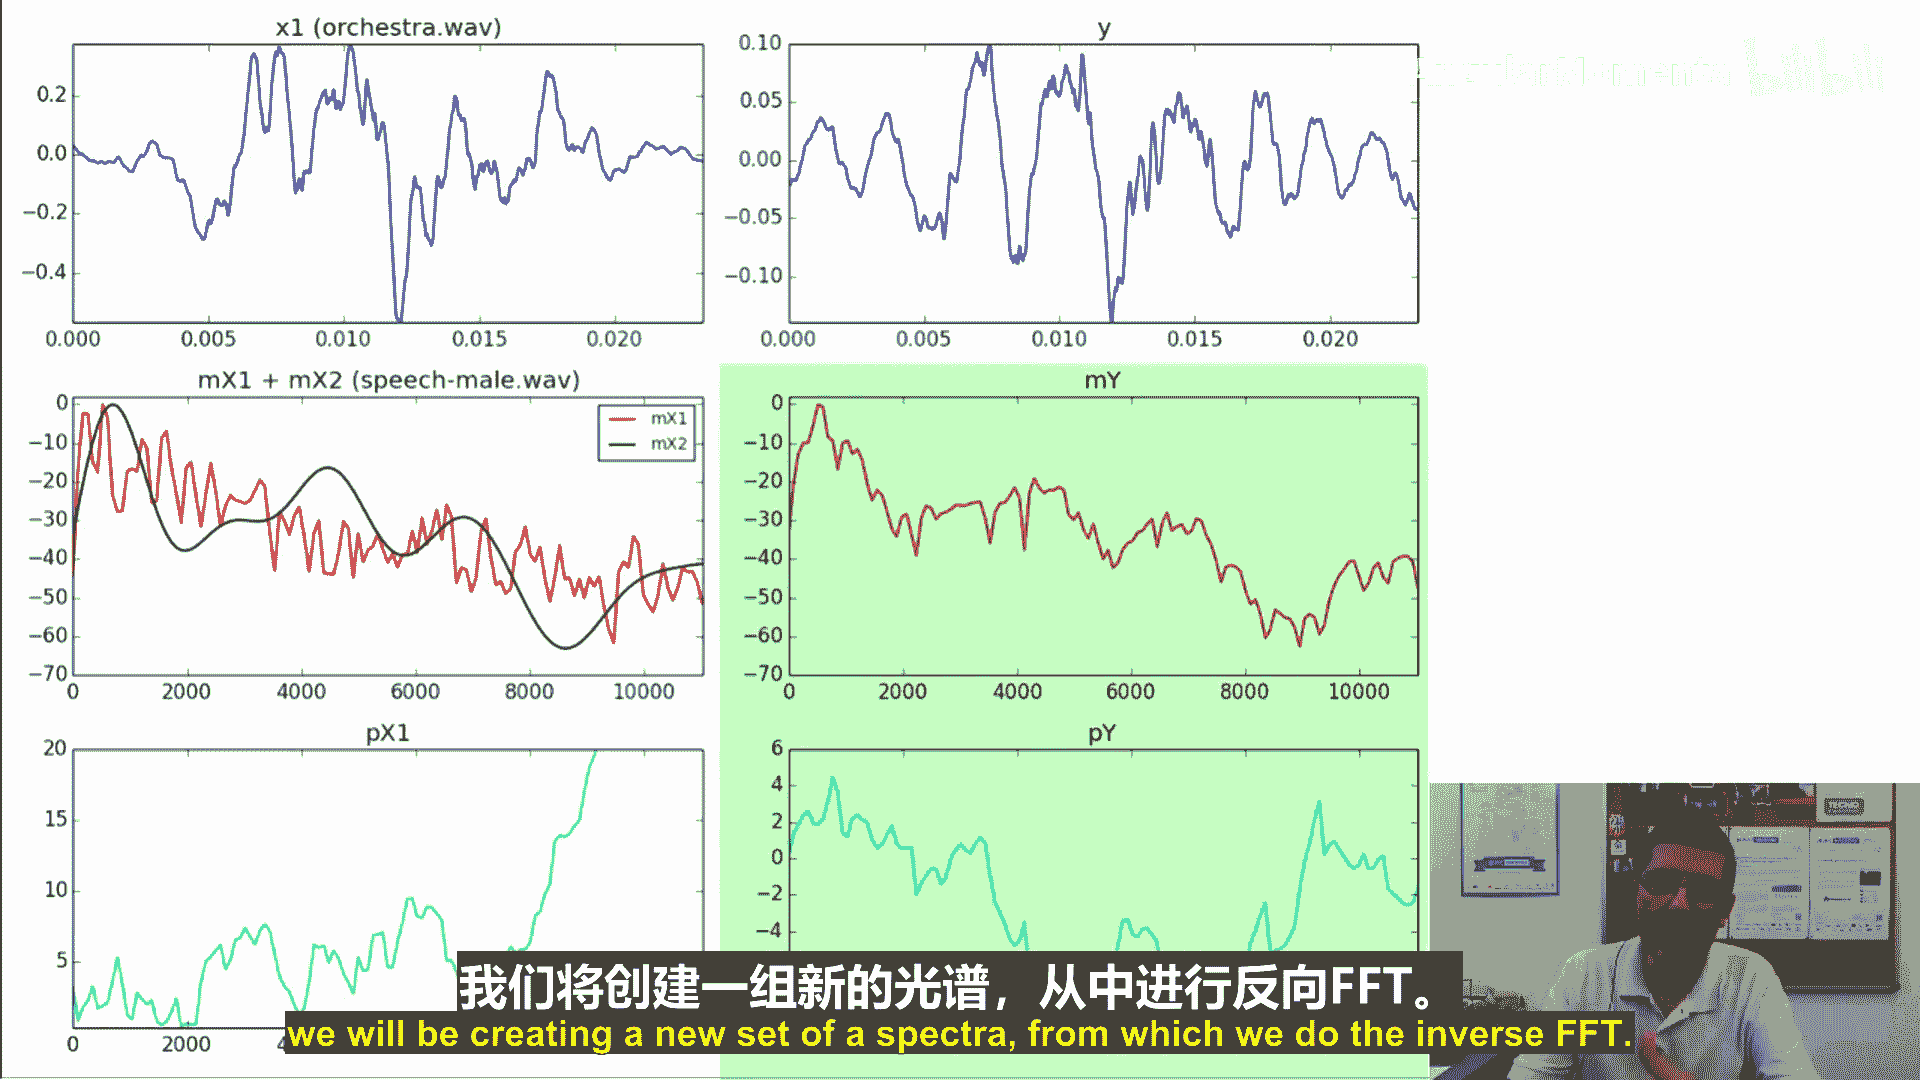 x1 (orchestra.wav)
0.2
0.0
−0.2
−0.4
0.000 0.005 0.010 0.015 0.020
y
0.10
0.05
0.00
−0.05
−0.10
0.000 0.005 0.010 0.015 0.020
mX1 + mX2 (speech-male.wav)
mX1
mX2
0
−10
−20
−30
−40
−50
−60
−70
0 2000 4000 6000 8000 10000
mY
0
−10
−20
−30
−40
−50
−60
−70
0 2000 4000 6000 8000 10000
pX1
20
15
10
5
0 2000
pY
6
4
2
0
−2
−4
我们将创建一组新的光谱，从中进行反向FFT。
we will be creating a new set of a spectra, from which we do the inverse FFT.